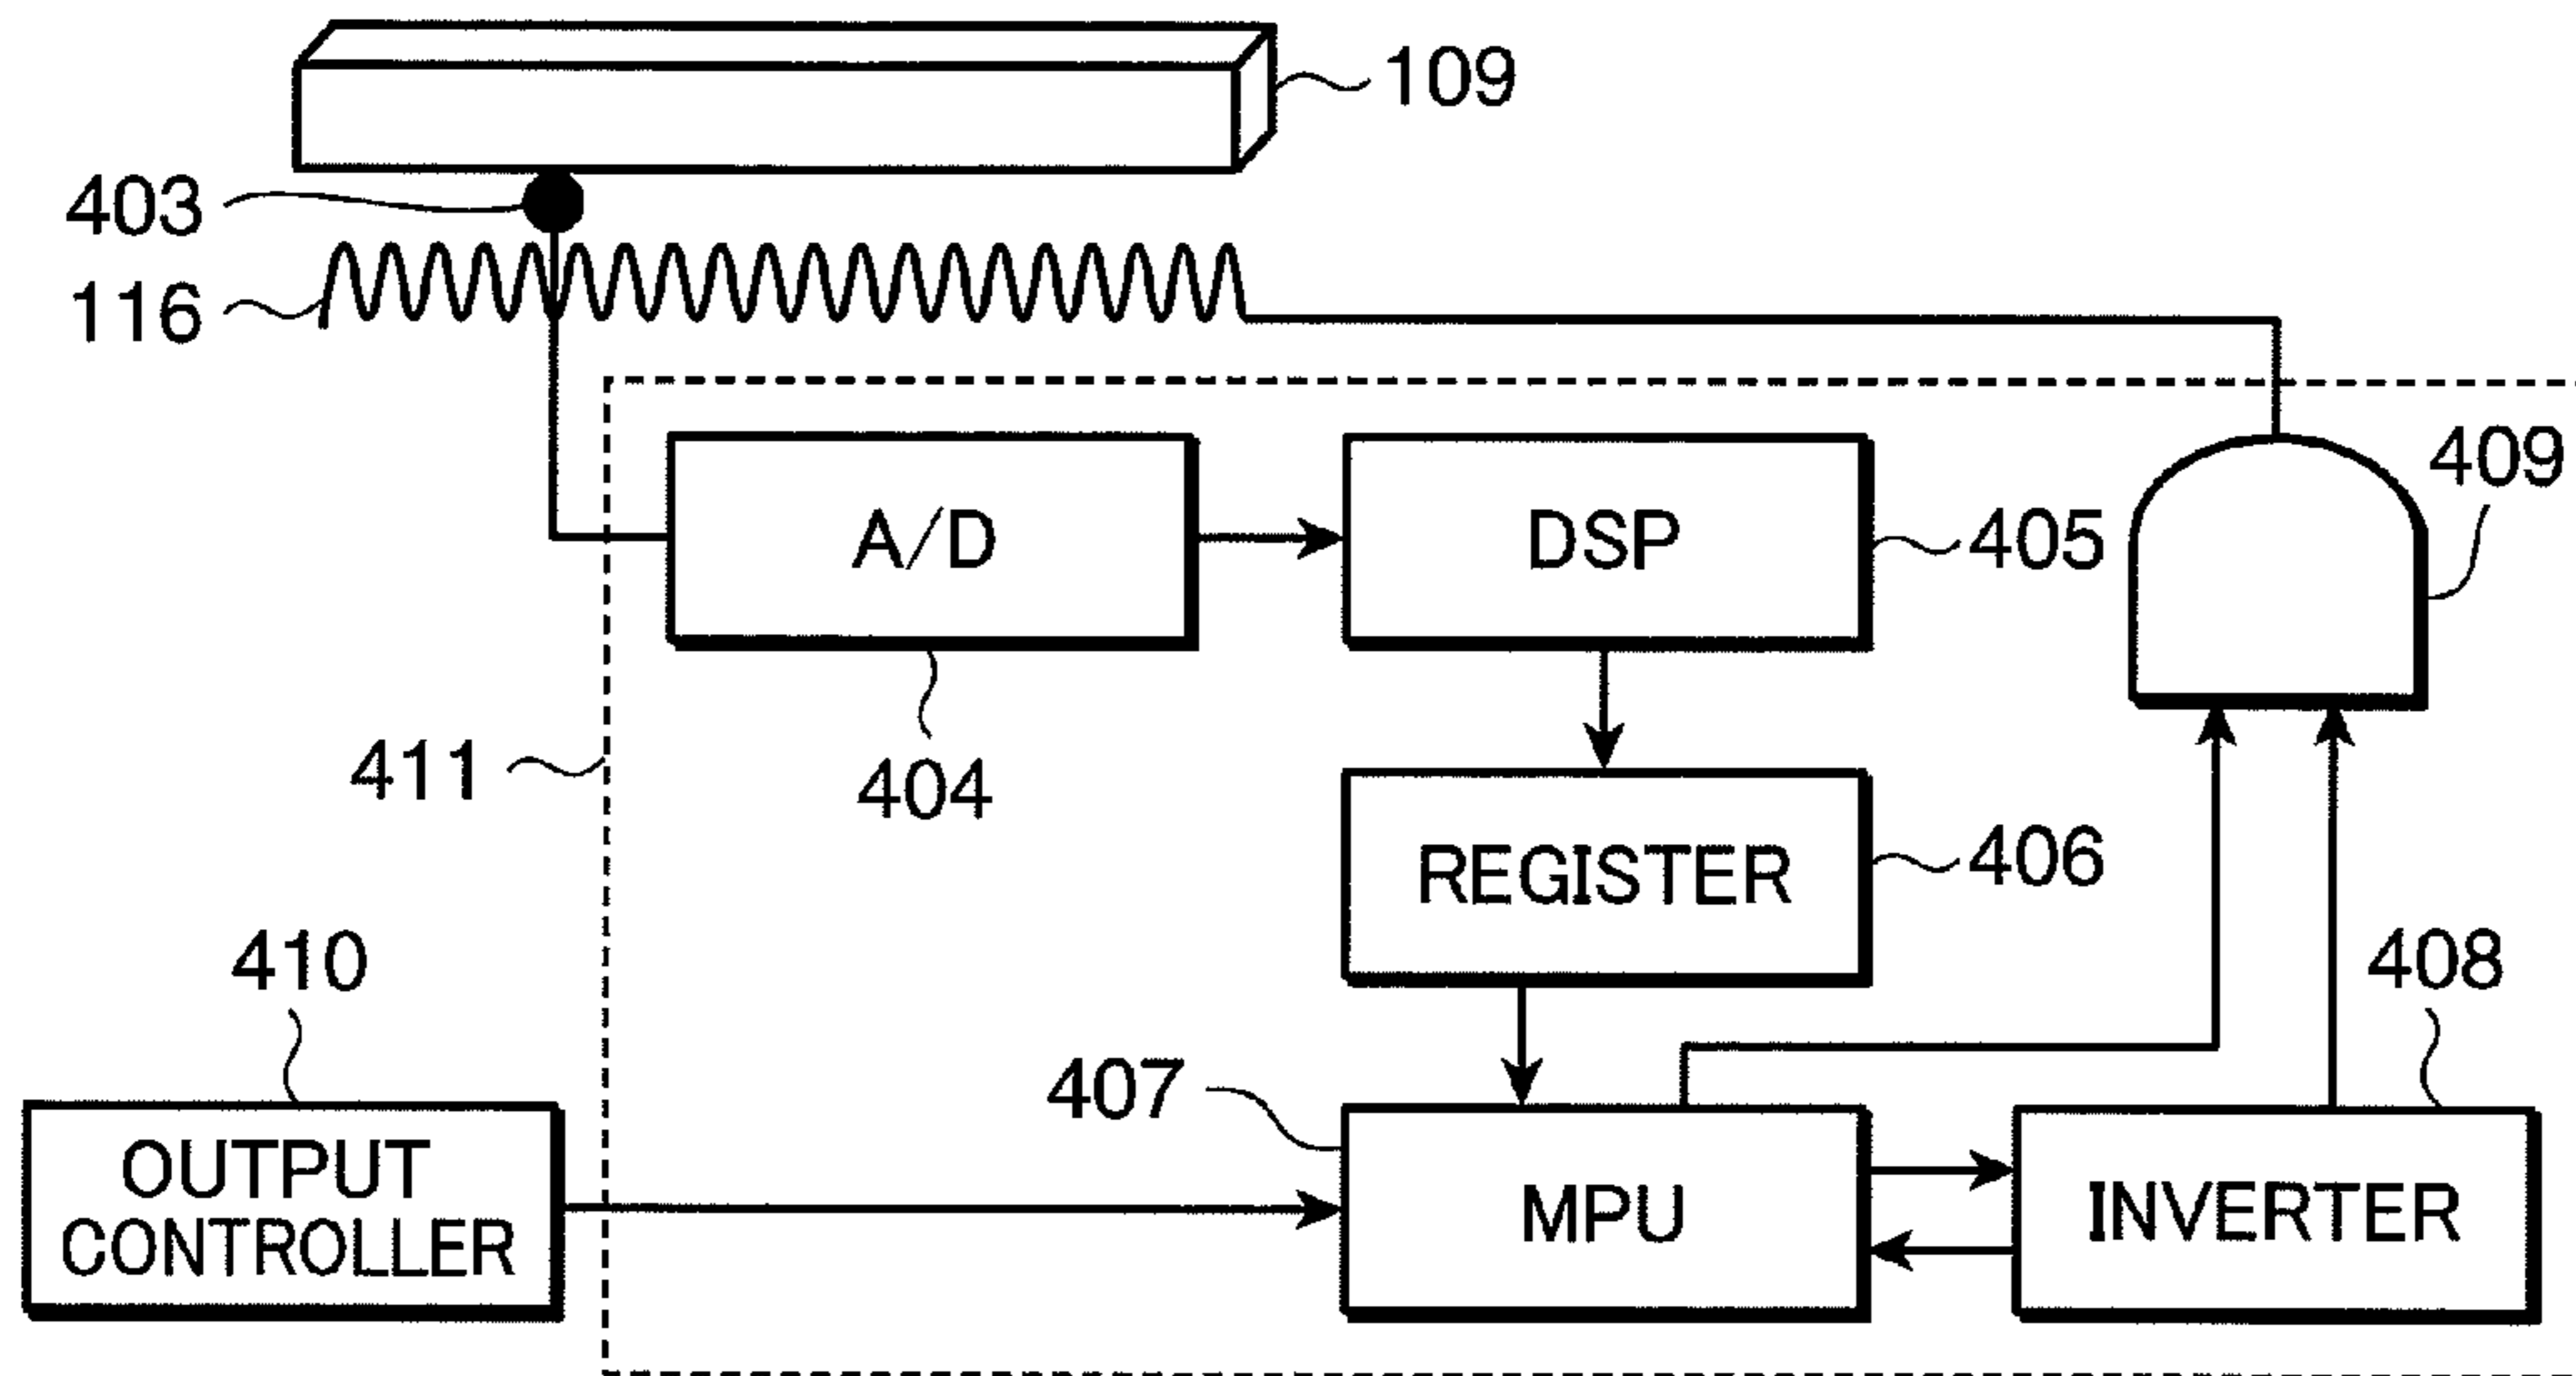 109
403
116
409
A/D
DSP
405
411
404
REGISTER
406
410
408
407
OUTPUT
CONTROLLER
MPU
INVERTER